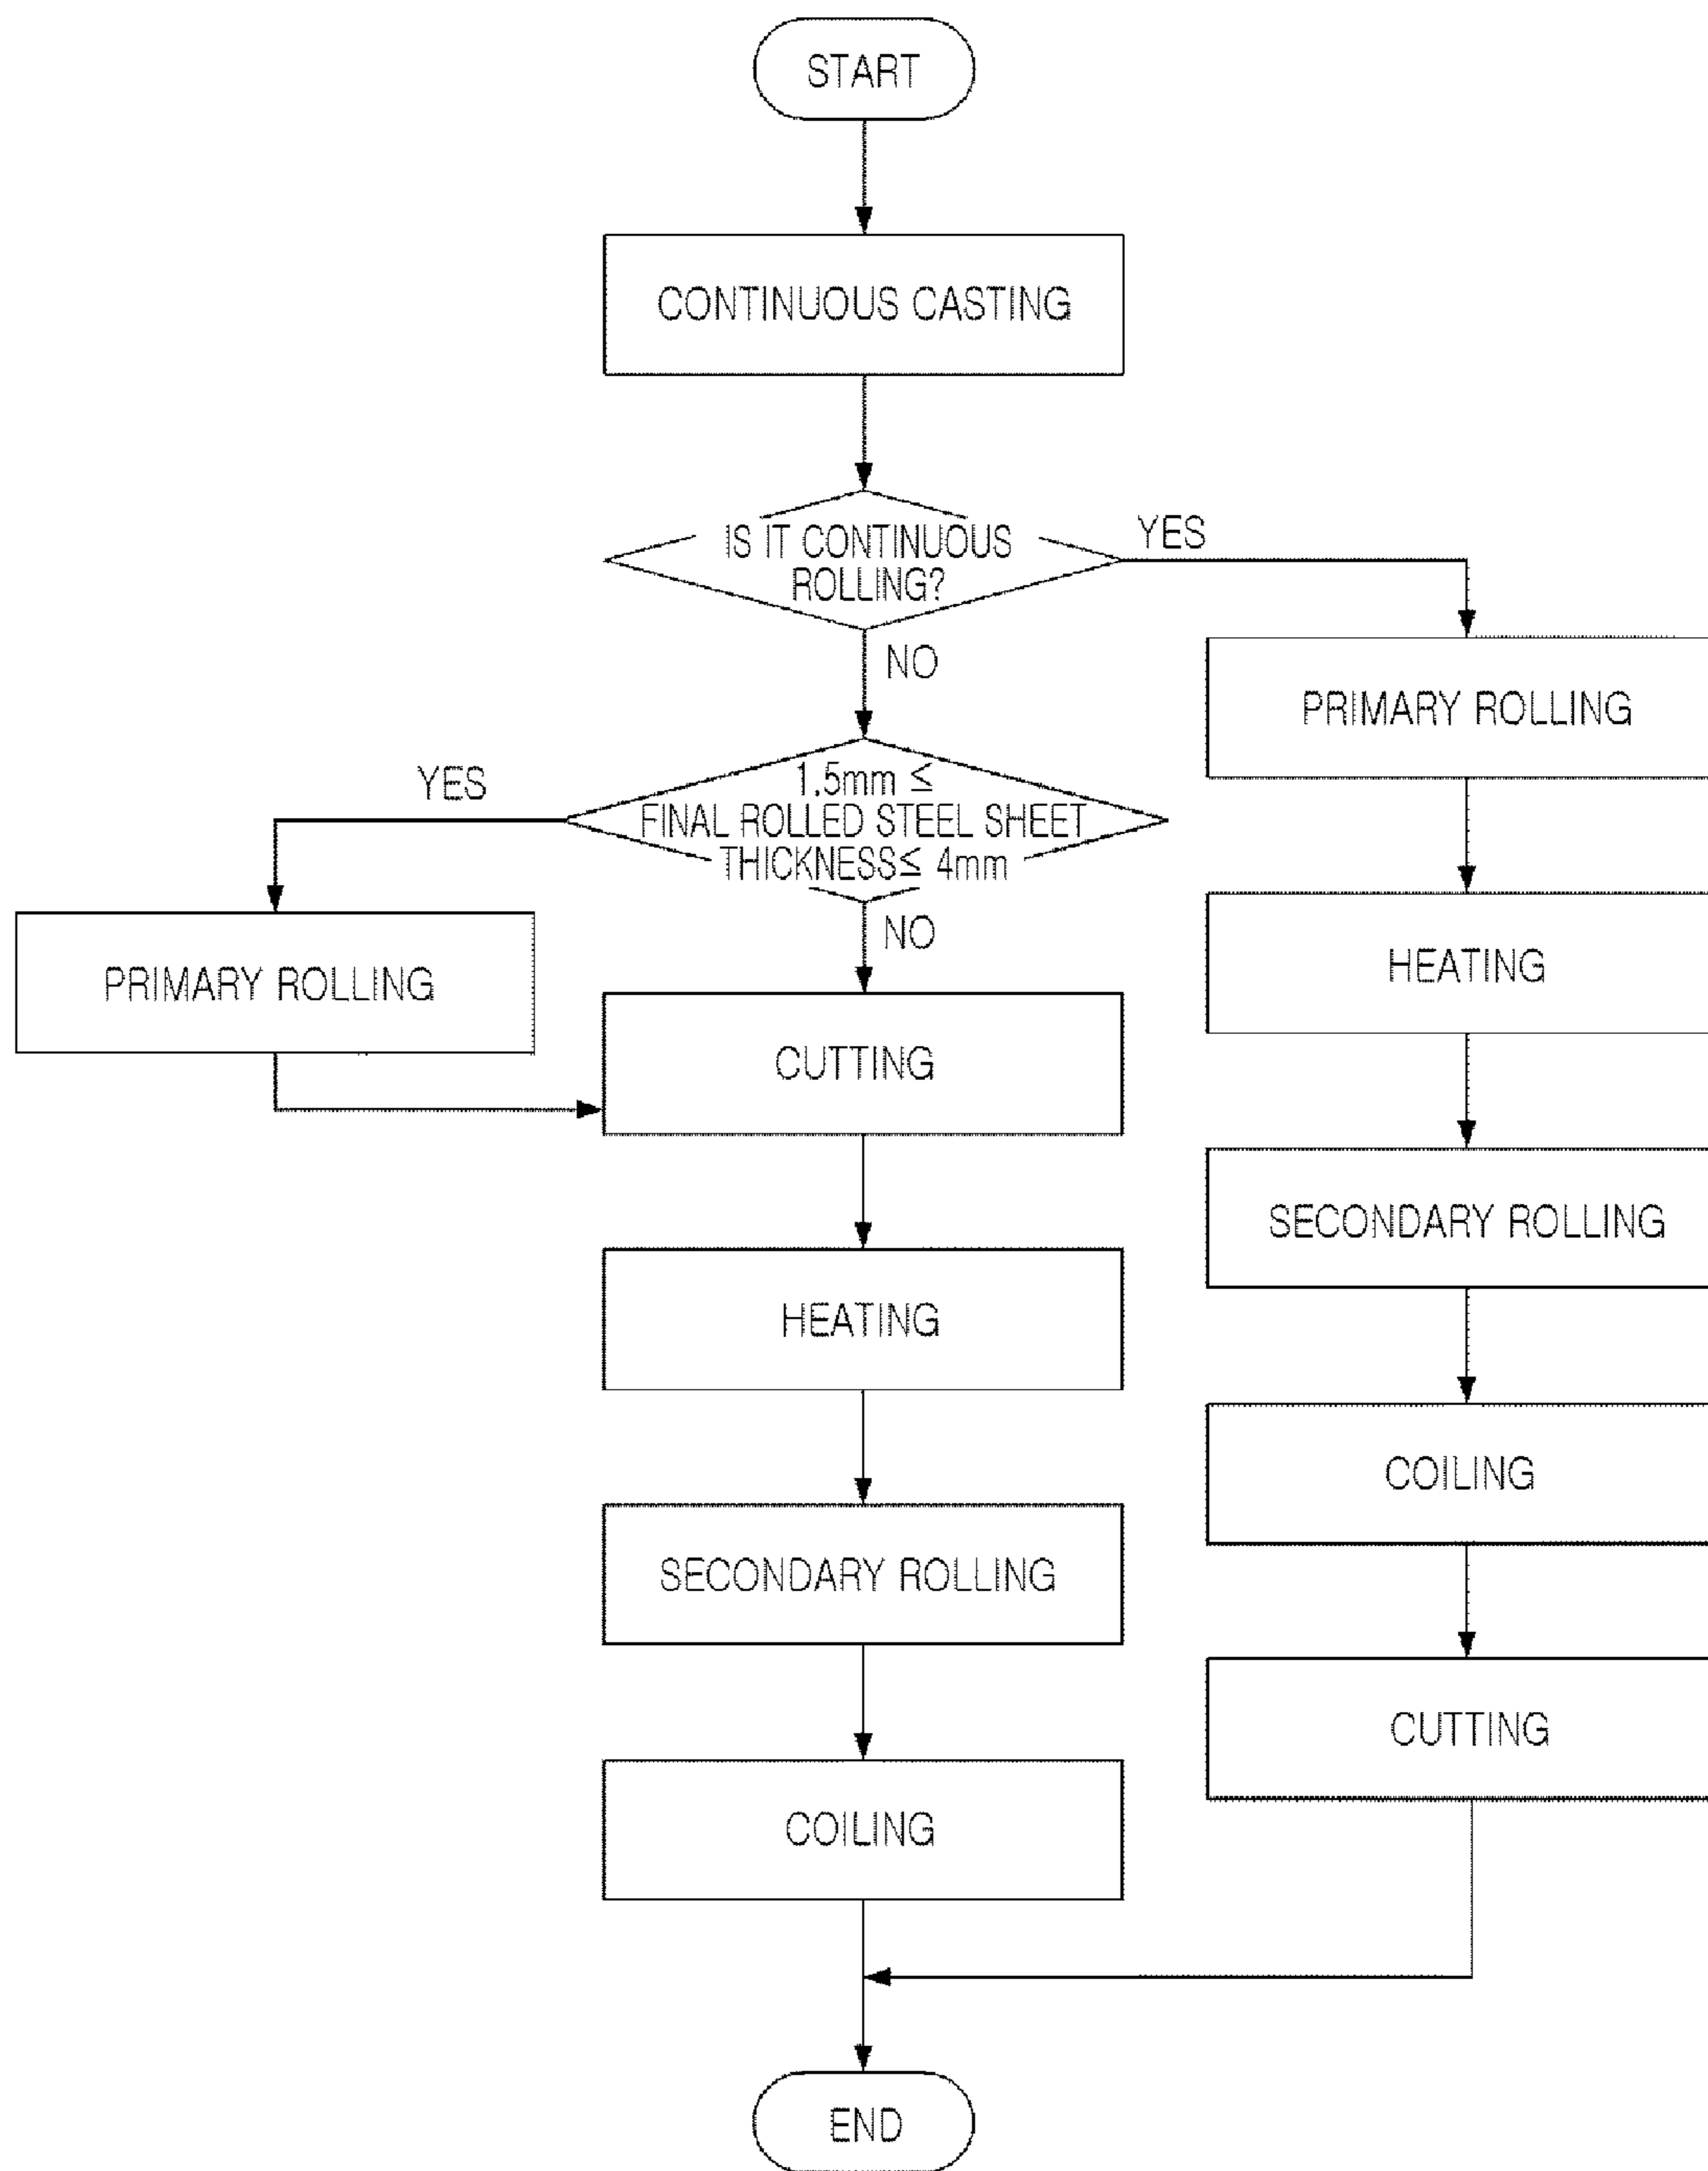 START
CONTINUOUS CASTING
IS IT CONTINUOUS
ROLLING?
YES
NO
PRIMARY ROLLING
YES
1.5mm ≤
FINAL ROLLED STEEL SHEET
THICKNESS≤ 4mm
NO
PRIMARY ROLLING
HEATING
CUTTING
SECONDARY ROLLING
HEATING
COILING
SECONDARY ROLLING
CUTTING
COILING
END